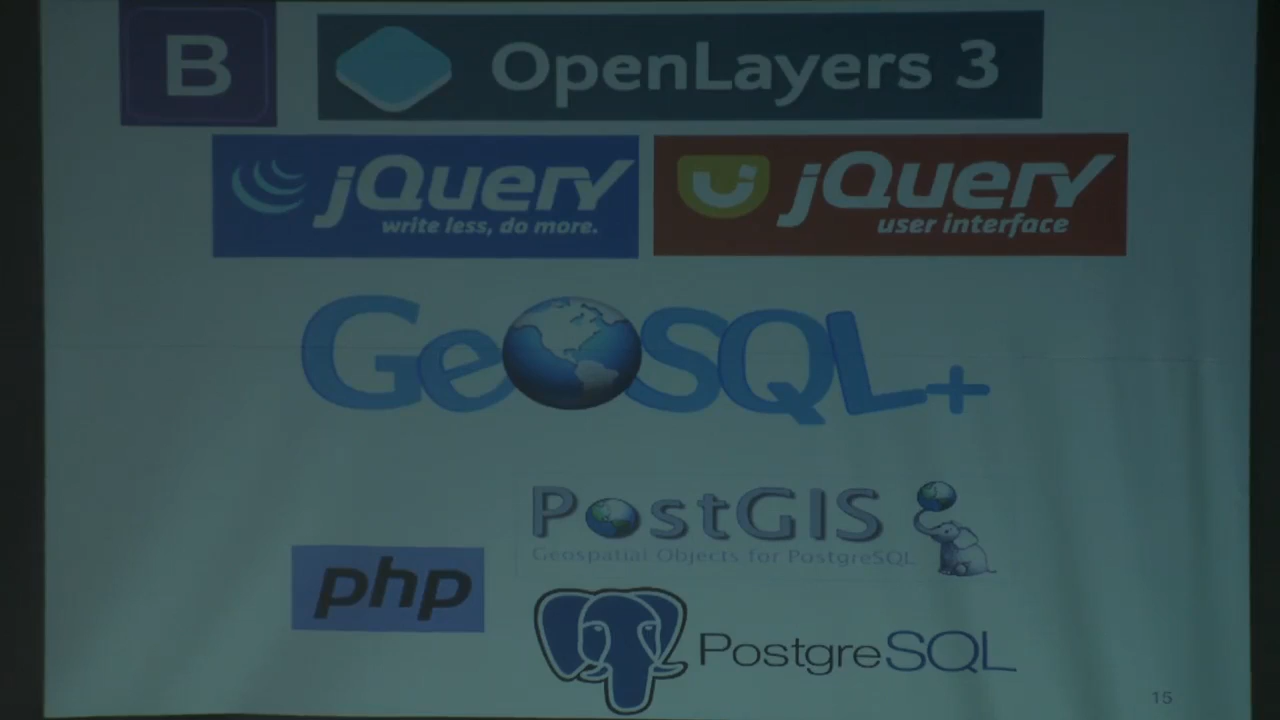 B
OpenLayers 3
jQuery
write less, do more.
jQuery
user interface
GeoSQL+
PostGIS
Geospatial Objects for PostgreSQL
php
PostgreSQL
15